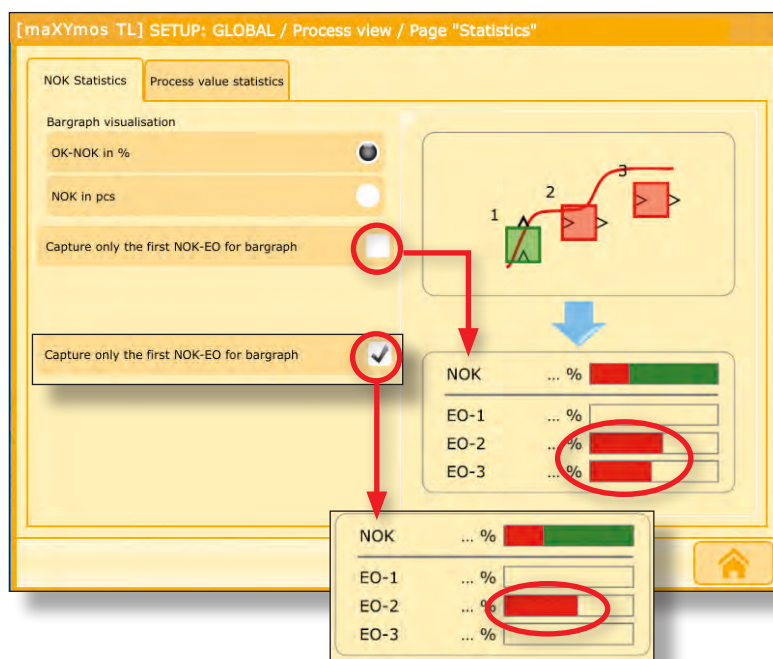 [maXYmos TL] SETUP: GLOBAL / Process view / Page "Statistics"
NOK Statistics
Process value statistics
Bargraph visualisation
OK-NOK in %
NOK in pcs
Capture only the first NOK-EO for bargraph
Capture only the first NOK-EO for bargraph
1
2
3
NOK ... %
EO-1 ... %
EO-2 ... %
EO-3 ... %
NOK ... %
EO-1 ... %
EO-2 ... %
EO-3 ... %